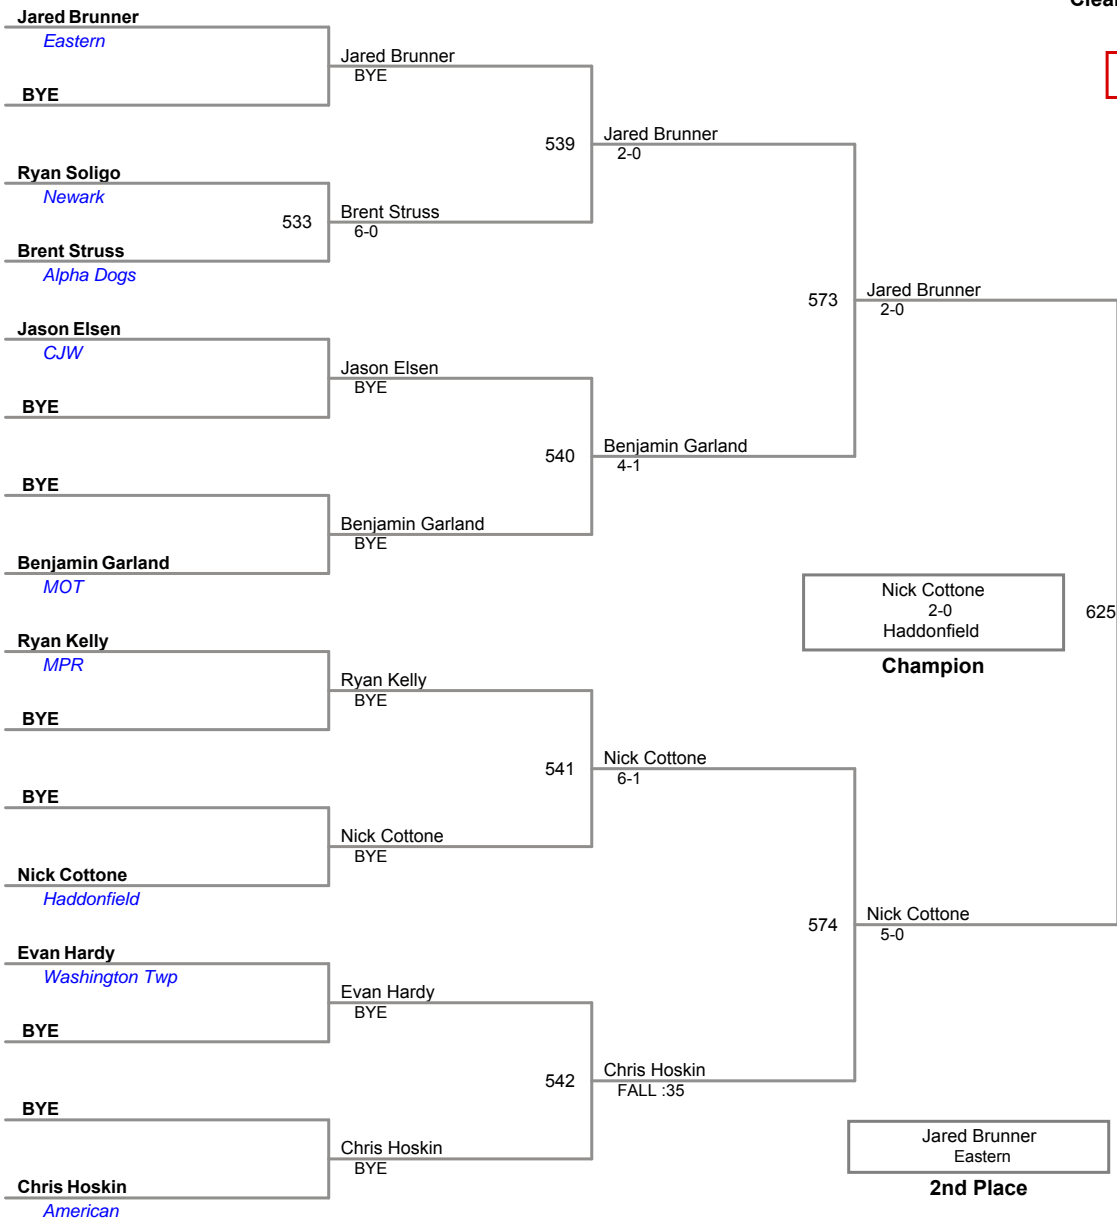 Jared Brunner
Eastern
BYE
Ryan Soligo
Newark
Brent Struss
Alpha Dogs
Jason Elsen
CJW
BYE
BYE
Benjamin Garland
MOT
Ryan Kelly
MPR
BYE
BYE
Nick Cottone
Haddonfield
Evan Hardy
Washington Twp
BYE
BYE
Chris Hoskin
American
533
Jared Brunner
BYE
Brent Struss
6-0
Jason Elsen
BYE
Benjamin Garland
BYE
Ryan Kelly
BYE
Nick Cottone
BYE
Evan Hardy
BYE
Chris Hoskin
BYE
539
540
541
542
Jared Brunner
2-0
Benjamin Garland
4-1
Nick Cottone
6-1
Chris Hoskin
FALL :35
573
574
Jared Brunner
2-0
Nick Cottone
5-0
625
Nick Cottone
2-0
Haddonfield
Champion
Jared Brunner
Eastern
2nd Place